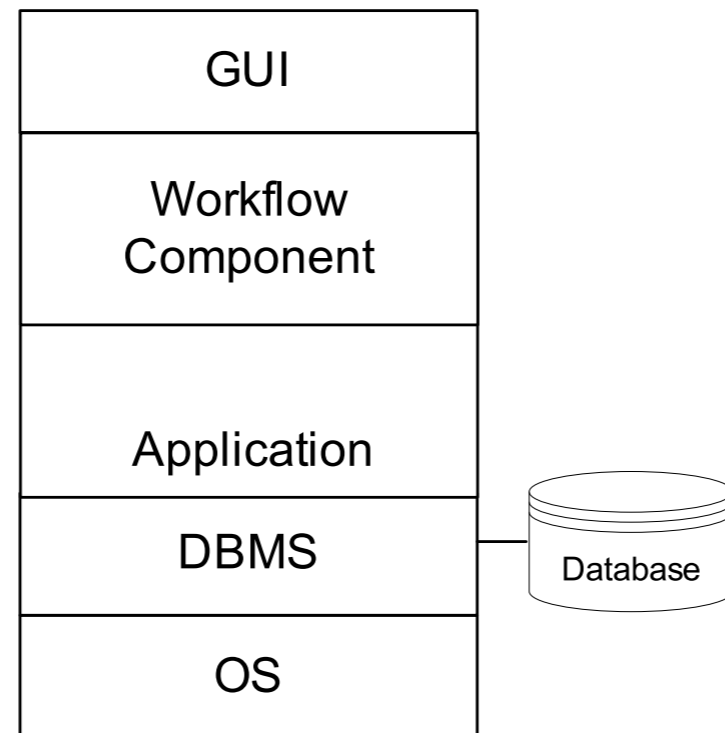 GUI
Workflow
Component
Application
DBMS
Database
OS